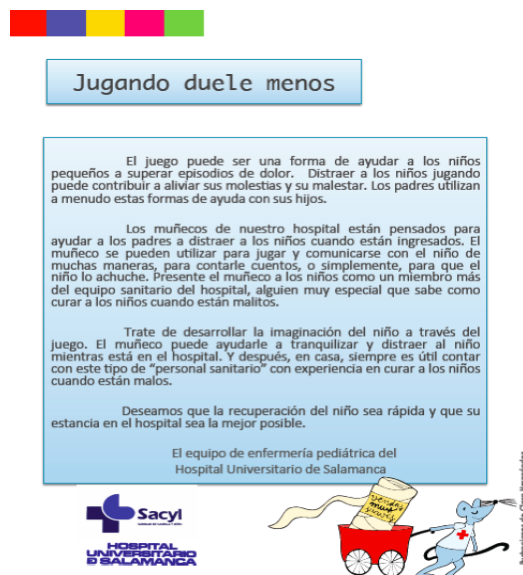 Jugando duele menos
El juego puede ser una forma de ayudar a los niños
pequeños a superar episodios de dolor. Distraer a los niños jugando
puede contribuir a aliviar sus molestias y su malestar. Los padres utilizan
a menudo estas formas de ayuda con sus hijos.
Los muñecos de nuestro hospital están pensados para
ayudar a los padres a distraer a los niños cuando están ingresados. El
muñeco se pueden utilizar para jugar y comunicarse con el niño de
muchas maneras, para contarle cuentos, o simplemente, para que el
niño lo achuche. Presente el muñeco a los niños como un miembro más
del equipo sanitario del hospital, alguien muy especial que sabe como
curar a los niños cuando están malitos.
Trate de desarrollar la imaginación del niño a través del
juego. El muñeco puede ayudarle a tranquilizar y distraer al niño
mientras está en el hospital. Y después, en casa, siempre es útil contar
con este tipo de “personal sanitario” con experiencia en curar a los niños
cuando están malos.
Deseamos que la recuperación del niño sea rápida y que su
estancia en el hospital sea la mejor posible.
El equipo de enfermería pediátrica del
Hospital Universitario de Salamanca
vendas
muy
suaves
Sacyl
HOSPITAL
UNIVERSITARIO
D SALAMANCA